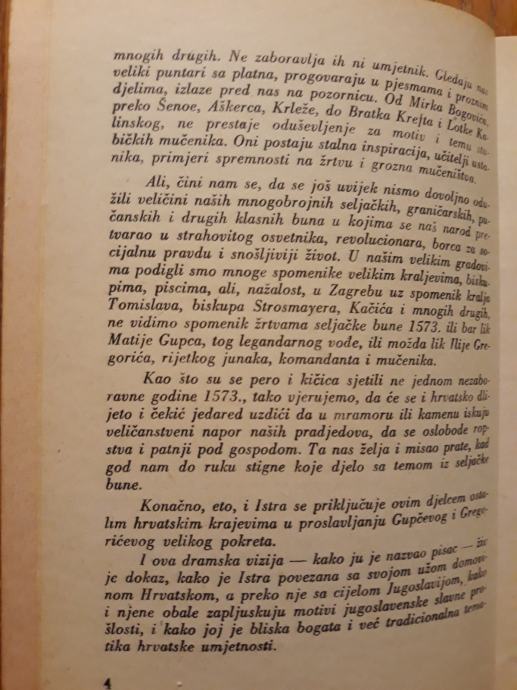 mnogih drugih. Ne zaboravlja ih ni umjetnik. Gledaju nas
veliki puntari sa platna, progovaraju u pjesmama i proznim
djelima, izlaze pred nas na pozornicu. Od Mirka Bogovića,
preko Šenoe, Aškerca, Krleže, do Bratka Krefta i Lotke Ka-
linskog, ne prestaje oduševljenje za motiv i temu stu-
bičkih mučenika. Oni postaju stalna inspiracija, učitelji usta-
nika, primjeri spremnosti na žrtvu i grozna mučeništva.
Ali, čini nam se, da se još uvijek nismo dovoljno odu-
žili veličini naših mnogobrojnih seljačkih, graničarskih, pu-
čanskih i drugih klasnih buna u kojima se naš narod pre-
tvarao u strahovitog osvetnika, revolucionara, borca za so-
cijalnu pravdu i snošljiviji život. U našim velikim gradovi-
ma podigli smo mnoge spomenike velikim kraljevima, bisku-
pima, piscima, ali, nažalost, u Zagrebu uz spomenik kralja
Tomislava, biskupa Strosmayera, Kačića i mnogih drugih,
ne vidimo spomenik žrtvama seljačke bune 1573. ili bar lik
Matije Gupca, tog legandarnog vođe, ili možda lik Ilije Gre-
gorića, rijetkog junaka, komandanta i mučenika.
Kao što su se pero i kičica sjetili ne jednom nezabo-
ravne godine 1573., tako vjerujemo, da će se i hrvatsko dli-
jeto i čekić jedared uzdići da u mramoru ili kamenu iskuju
veličanstveni napor naših pradjedova, da se oslobode rop-
stva i patnji pod gospodom. Ta nas želja i misao prate, kad
god nam do ruku stigne koje djelo sa temom iz seljačke
bune.
Konačno, eto, i Istra se priključuje ovim djelcem osta-
lim hrvatskim krajevima u proslavljanju Gupčevog i Grego-
rićevog velikog pokreta.
I ova dramska vizija — kako ju je nazvao pisac — živ
je dokaz, kako je Istra povezana sa svojom užom domovi-
nom Hrvatskom, a preko nje sa cijelom Jugoslavijom, kako
i njene obale zapljuskuju motivi jugoslavenske slavne pro-
šlosti, i kako joj je bliska bogata i već tradicionalna tema-
tika hrvatske umjetnosti.
4